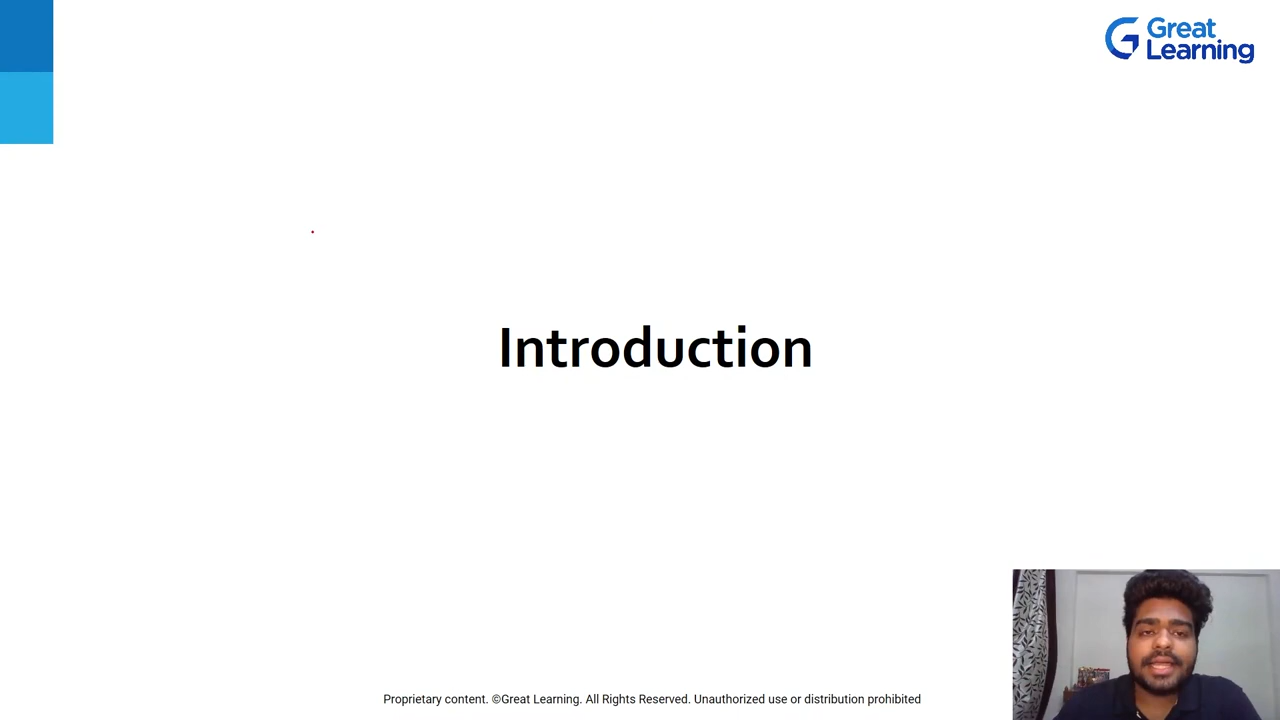 Great
Learning
Introduction
Proprietary content. ©Great Learning. All Rights Reserved. Unauthorized use or distribution prohibited